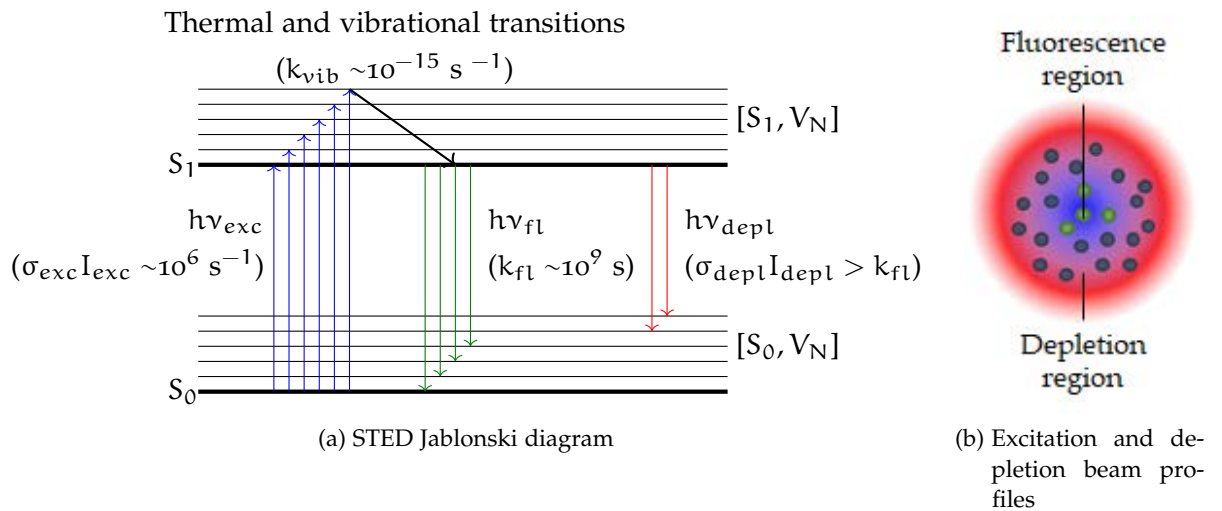 Thermal and vibrational transitions
(k_vib ~10^−15 s^−1)
[S_1, V_N]
S_1
hν_exc
hν_fl
hν_depl
(σ_exc I_exc ~10^6 s^−1)
(k_fl ~10^9 s)
(σ_depl I_depl > k_fl)
[S_0, V_N]
S_0
(a) STED Jablonski diagram
Fluorescence
region
Depletion
region
(b) Excitation and de-
pletion beam pro-
files